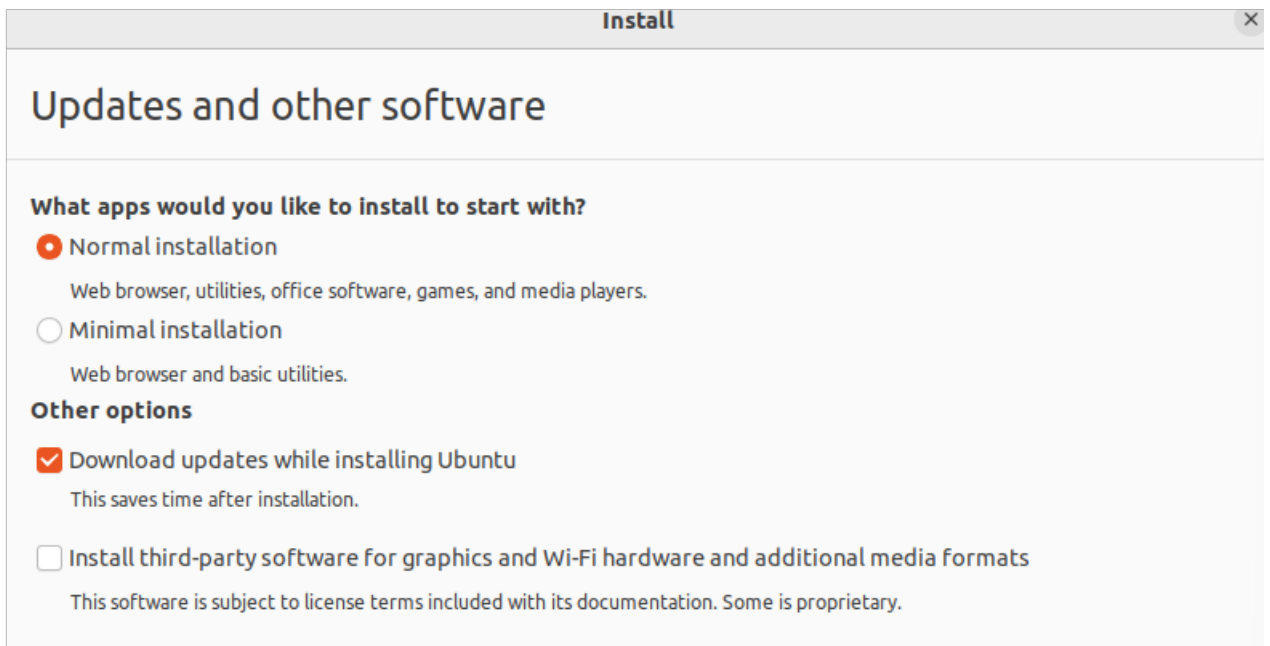 Install
Updates and other software
What apps would you like to install to start with?
Normal installation
Web browser, utilities, office software, games, and media players.
Minimal installation
Web browser and basic utilities.
Other options
Download updates while installing Ubuntu
This saves time after installation.
Install third-party software for graphics and Wi-Fi hardware and additional media formats
This software is subject to license terms included with its documentation. Some is proprietary.